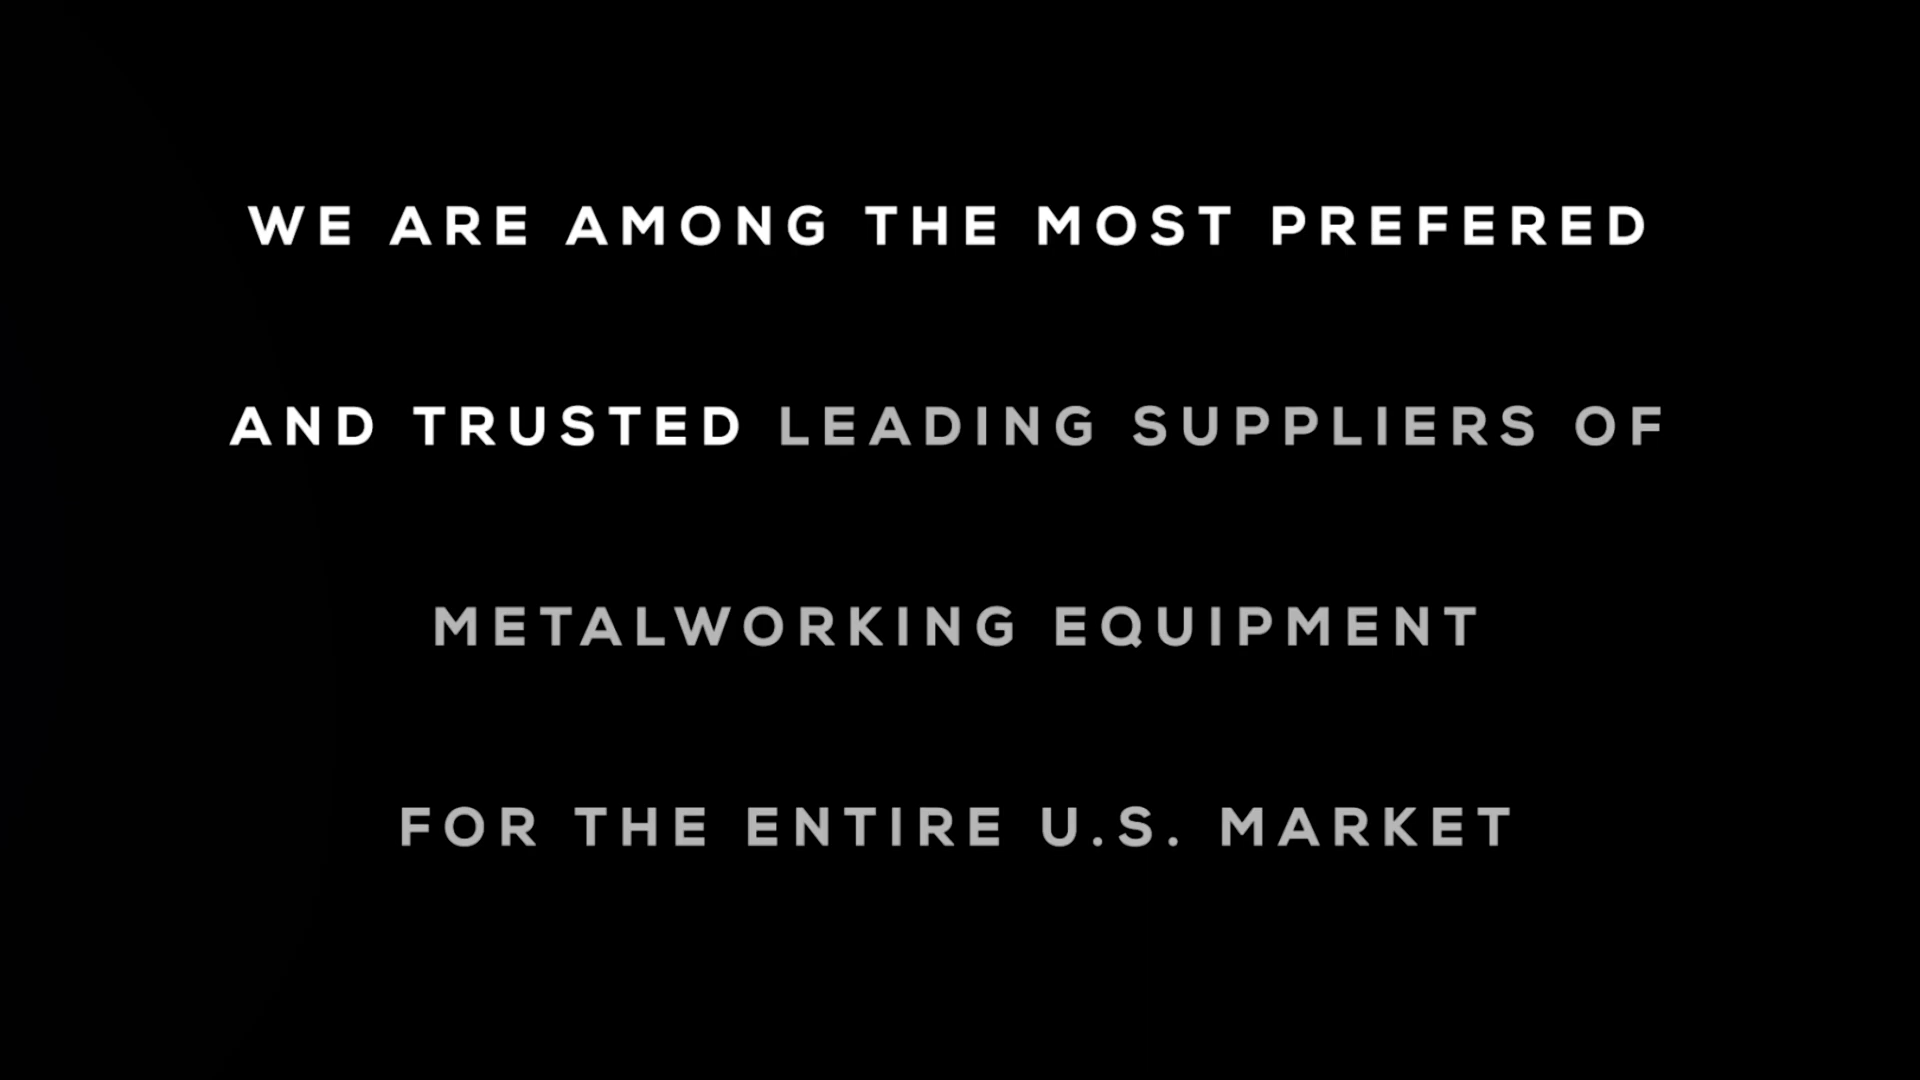 WE ARE AMONG THE MOST PREFERED
AND TRUSTED LEADING SUPPLIERS OF
METALWORKING EQUIPMENT
FOR THE ENTIRE U.S. MARKET